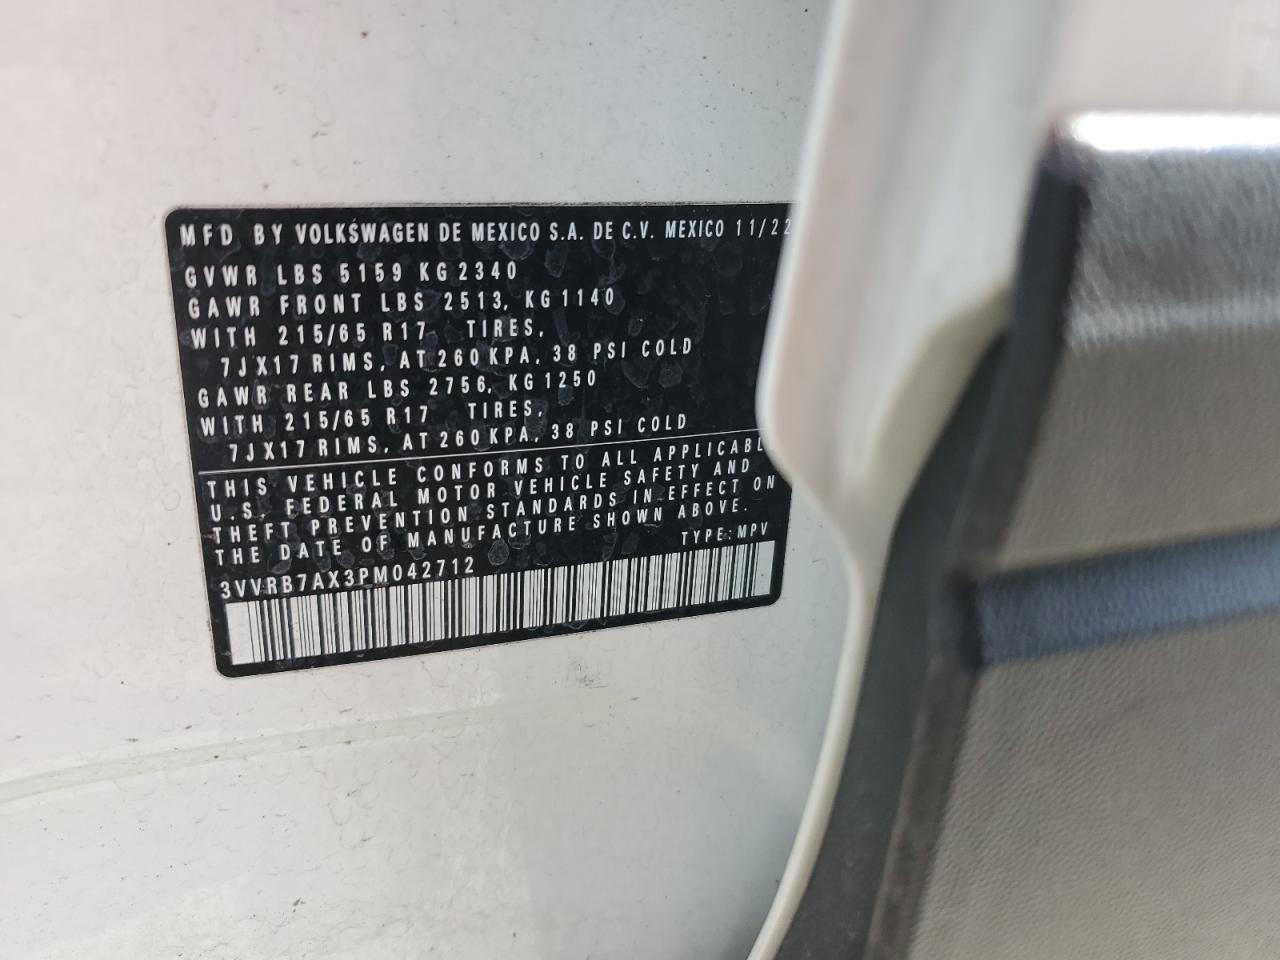 MFD BY VOLKSWAGEN DE MEXICO S.A. DE C.V. MEXICO 11/22
GVWR LBS 5159 KG 2340
GAWR FRONT LBS 2513, KG 1140
WITH 215/65 R17 TIRES,
7JX17 RIMS, AT 260 KPA, 38 PSI COLD
GAWR REAR LBS 2756, KG 1250
WITH 215/65 R17 TIRES,
7JX17 RIMS, AT 260 KPA, 38 PSI COLD
THIS VEHICLE CONFORMS TO ALL APPLICABL
U.S. FEDERAL MOTOR VEHICLE SAFETY AND
THEFT PREVENTION STANDARDS IN EFFECT ON
THE DATE OF MANUFACTURE SHOWN ABOVE.
3VVRB7AX3PM042712 TYPE: MPV